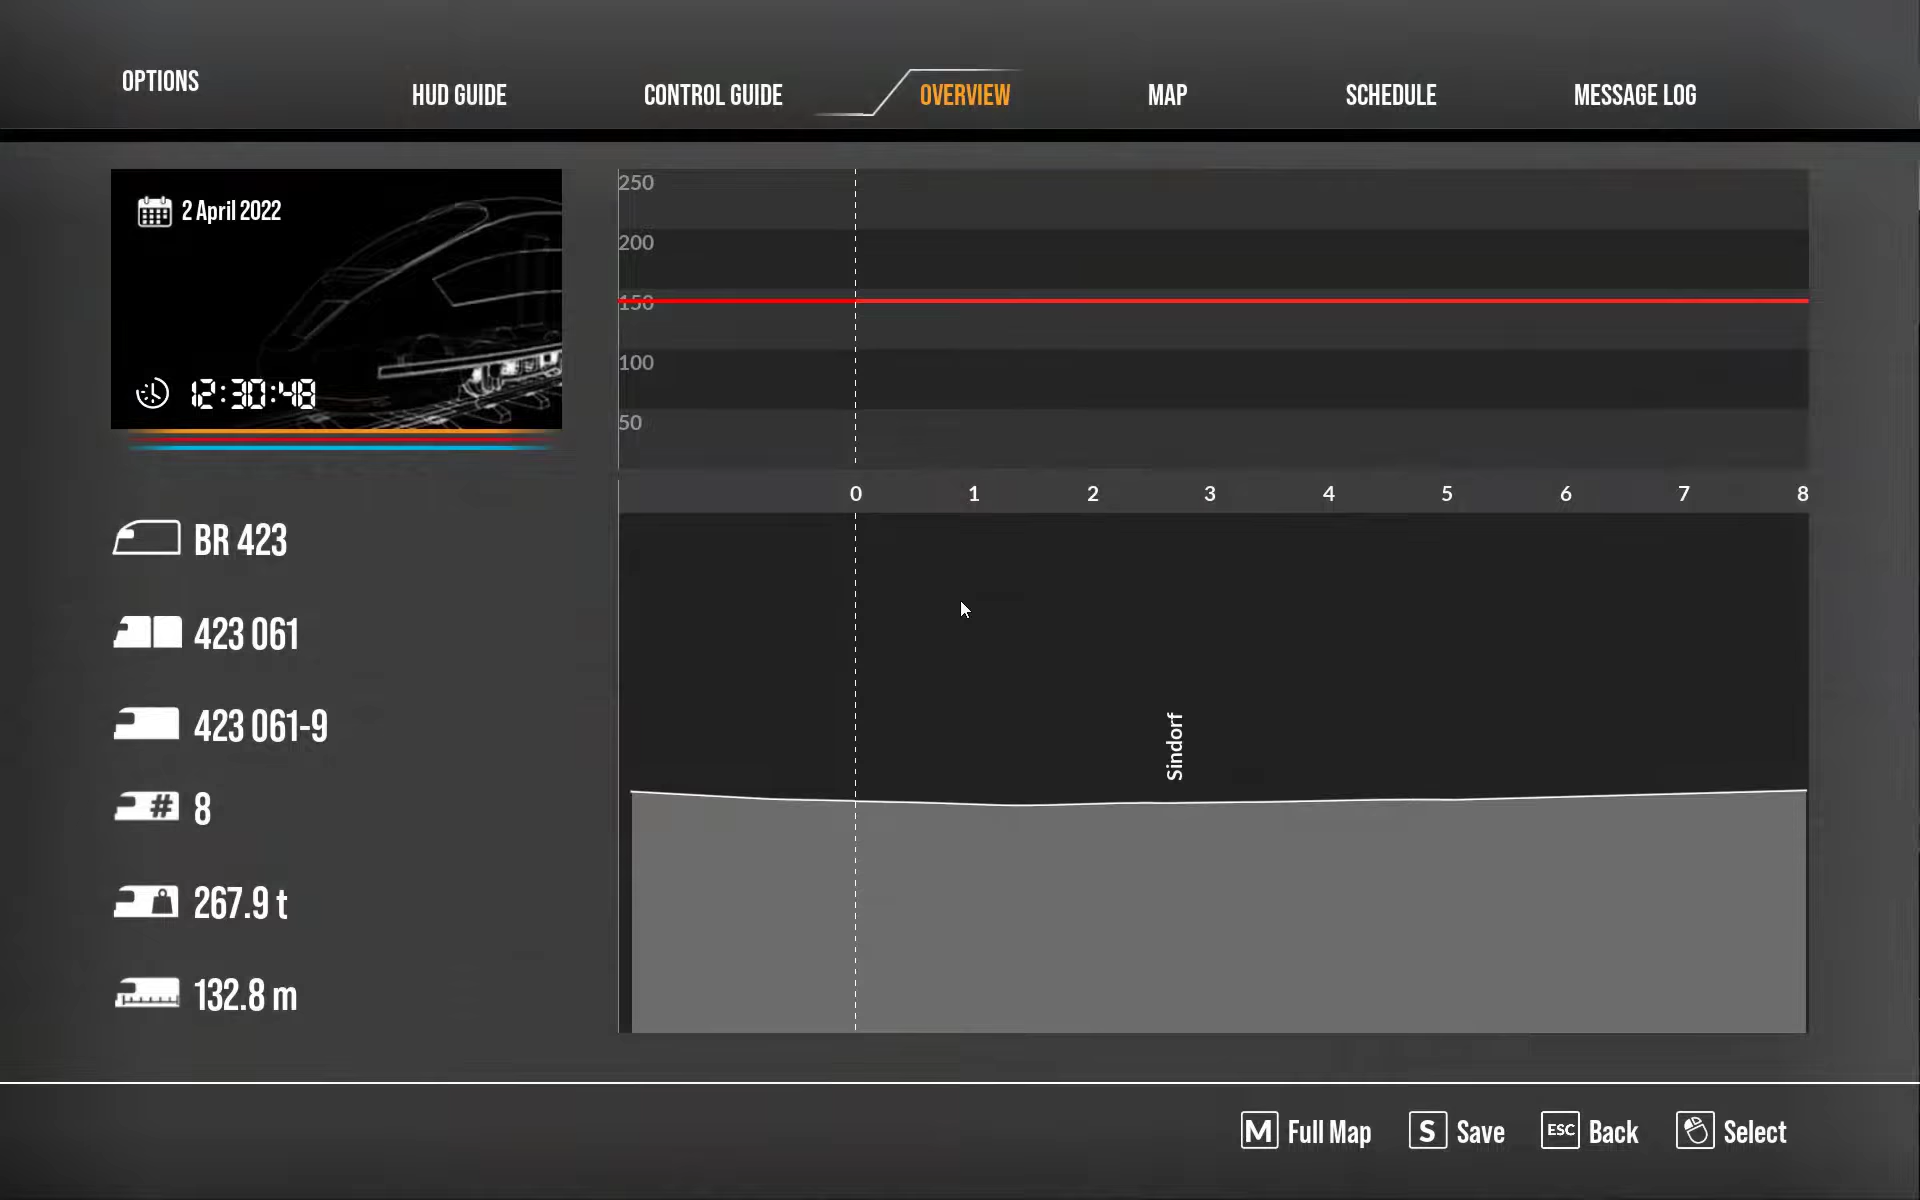 OPTIONS
HUD GUIDE
CONTROL GUIDE
OVERVIEW
MAP
SCHEDULE
MESSAGE LOG
2 April 2022
12:30:48
BR 423
423 061
423 061-9
# 8
267.9 t
132.8 m
250
200
150
100
50
0 1 2 3 4 5 6 7 8
Sindorf
M Full Map
S Save
ESC Back
Select